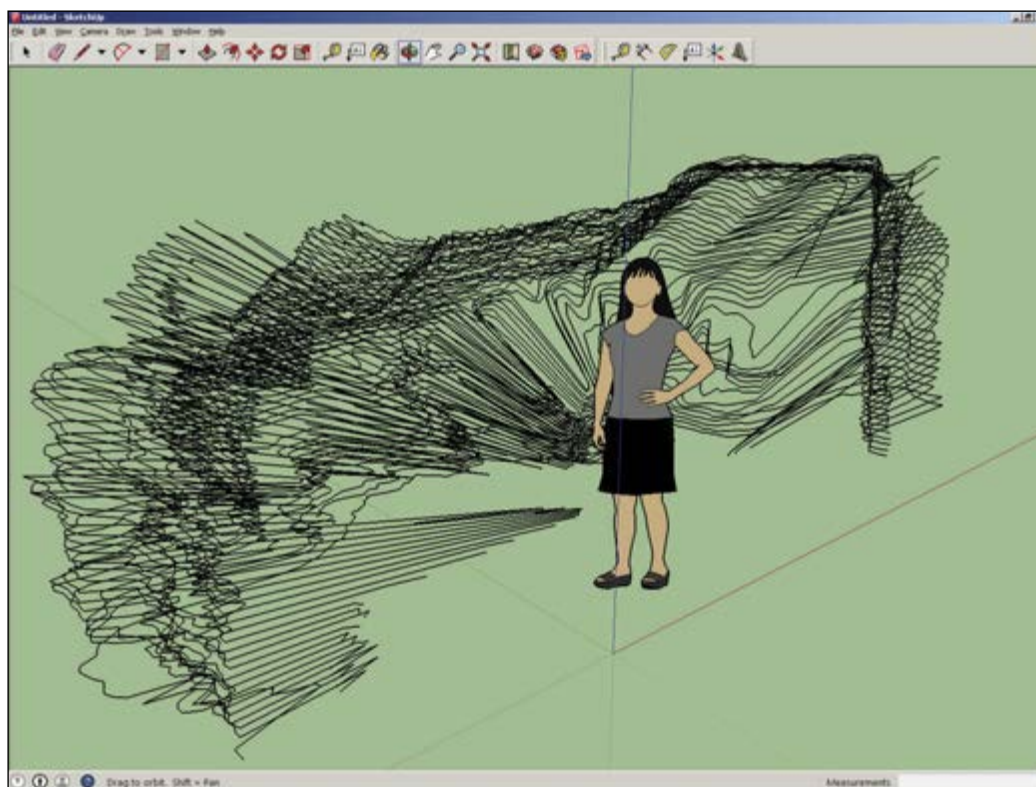 Untitled - SketchUp
File Edit View Camera Draw Tools Window Help
Drag to orbit. Shift = Pan
Measurements